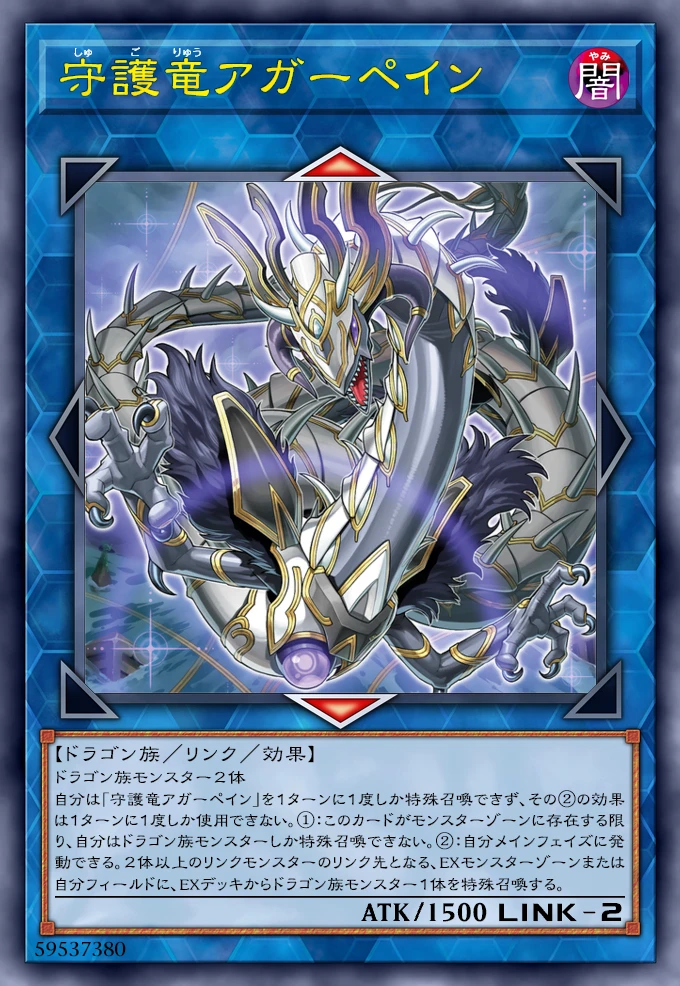 しゅ ご りゅう
守護竜アガーペイン
やみ
闇
【ドラゴン族／リンク／効果】
ドラゴン族モンスター２体
自分は「守護竜アガーペイン」を１ターンに１度しか特殊召喚できず、その②の効果
は１ターンに１度しか使用できない。①：このカードがモンスターゾーンに存在する限
り、自分はドラゴン族モンスターしか特殊召喚できない。②：自分メインフェイズに発
動できる。２体以上のリンクモンスターのリンク先となる、EXモンスターゾーンまたは
自分フィールドに、EXデッキからドラゴン族モンスター１体を特殊召喚する。
ATK/1500 LINK-2
59537380